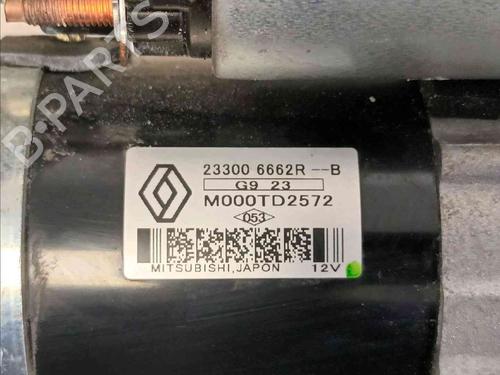 B-PARTS
23300 6662R --B
G9 23
M000TD2572
053
MITSUBISHI, JAPON 12V